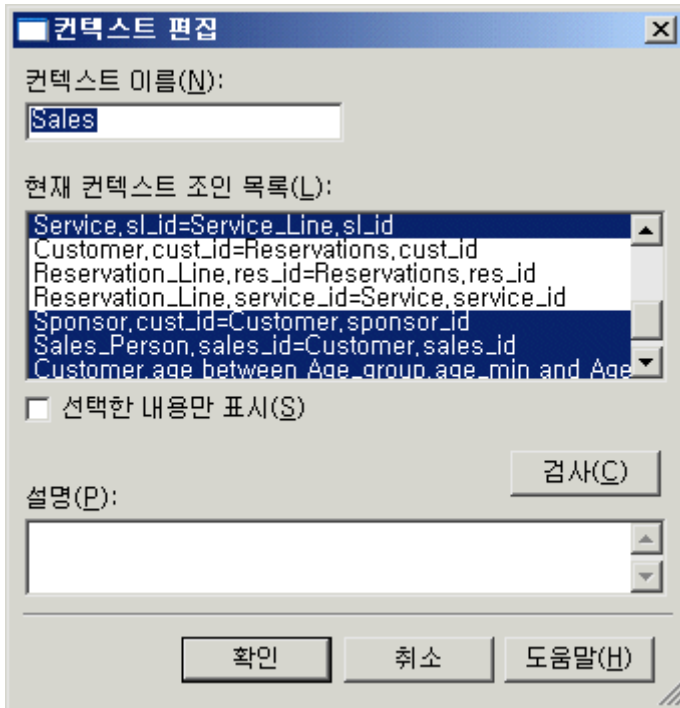 컨텍스트 편집
컨텍스트 이름(N):
Sales
현재 컨텍스트 조인 목록(L):
Service.sl_id=Service_Line.sl_id
Customer.cust_id=Reservations.cust_id
Reservation_Line.res_id=Reservations.res_id
Reservation_Line.service_id=Service.service_id
Sponsor.cust_id=Customer.sponsor_id
Sales_Person.sales_id=Customer.sales_id
Customer.age between Age_group.age_min and Age
선택한 내용만 표시(S)
검사(C)
설명(P):
확인 취소 도움말(H)